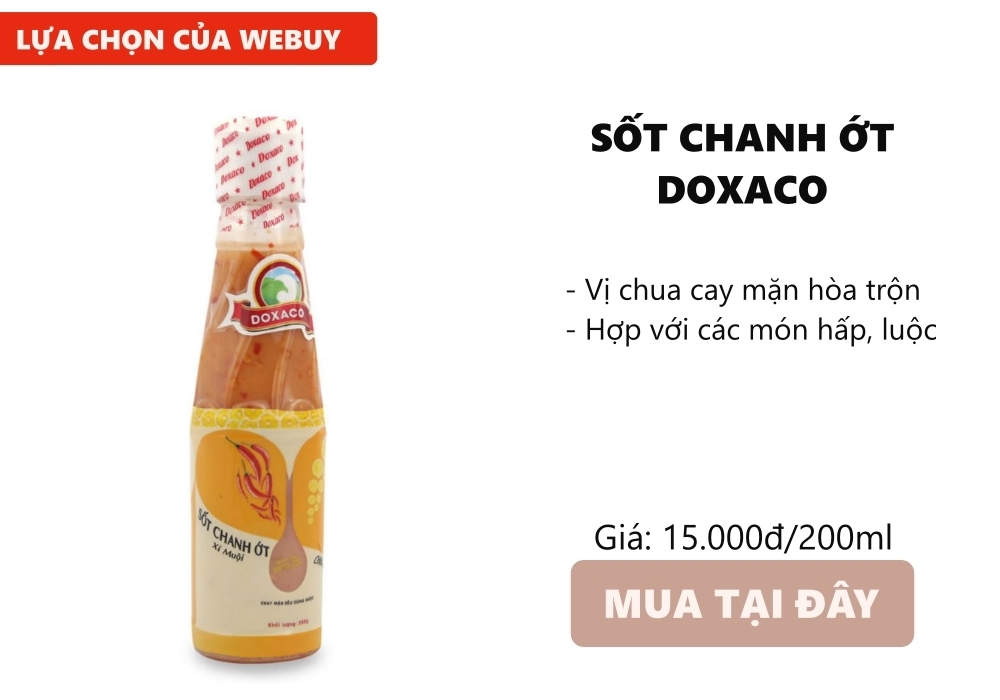 LỰA CHỌN CỦA WEBUY
SỐT CHANH ỚT
DOXACO
- Vị chua cay mặn hòa trộn
- Hợp với các món hấp, luộc
Giá: 15.000đ/200ml
MUA TẠI ĐÂY
Doxaco
DOXACO
SỐT CHANH ỚT
Xí Muội